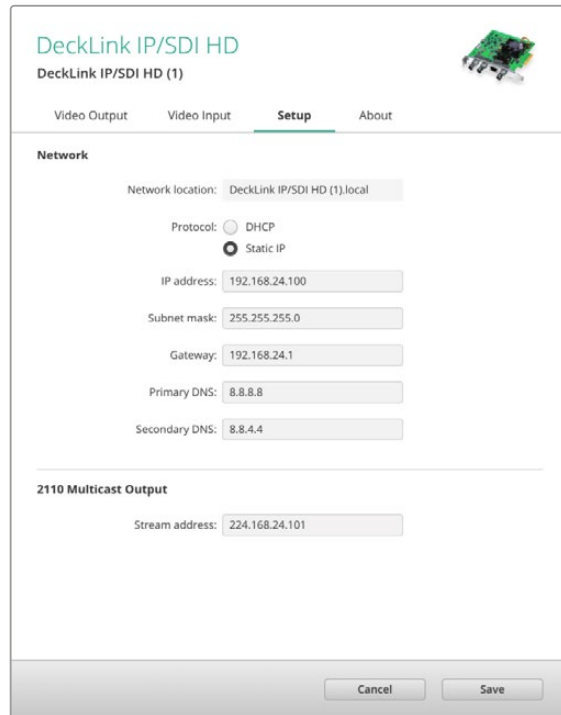 DeckLink IP/SDI HD
DeckLink IP/SDI HD (1)
Video Output Video Input Setup About
Network
Network location: DeckLink IP/SDI HD (1).local
Protocol: DHCP
Static IP
IP address: 192.168.24.100
Subnet mask: 255.255.255.0
Gateway: 192.168.24.1
Primary DNS: 8.8.8.8
Secondary DNS: 8.8.4.4
2110 Multicast Output
Stream address: 224.168.24.101
Cancel Save